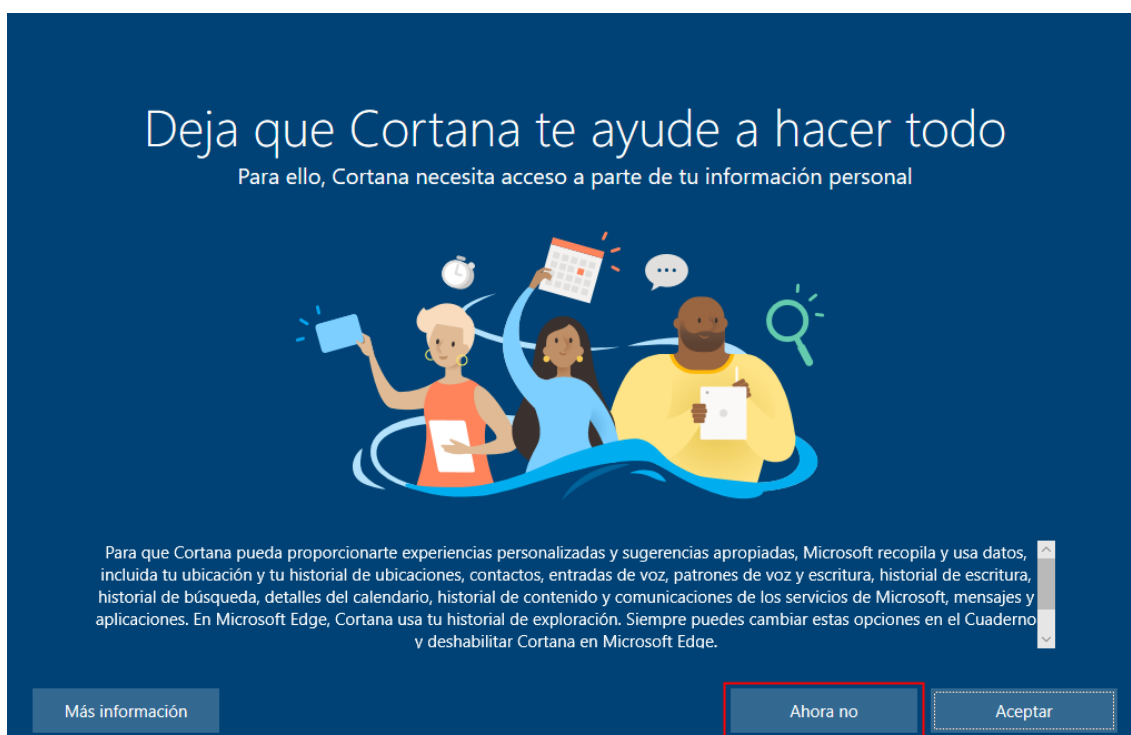 Deja que Cortana te ayude a hacer todo
Para ello, Cortana necesita acceso a parte de tu información personal
Para que Cortana pueda proporcionarte experiencias personalizadas y sugerencias apropiadas, Microsoft recopila y usa datos,
incluida tu ubicación y tu historial de ubicaciones, contactos, entradas de voz, patrones de voz y escritura, historial de escritura,
historial de búsqueda, detalles del calendario, historial de contenido y comunicaciones de los servicios de Microsoft, mensajes y
aplicaciones. En Microsoft Edge, Cortana usa tu historial de exploración. Siempre puedes cambiar estas opciones en el Cuaderno
y deshabilitar Cortana en Microsoft Edge.
Más información
Ahora no
Aceptar